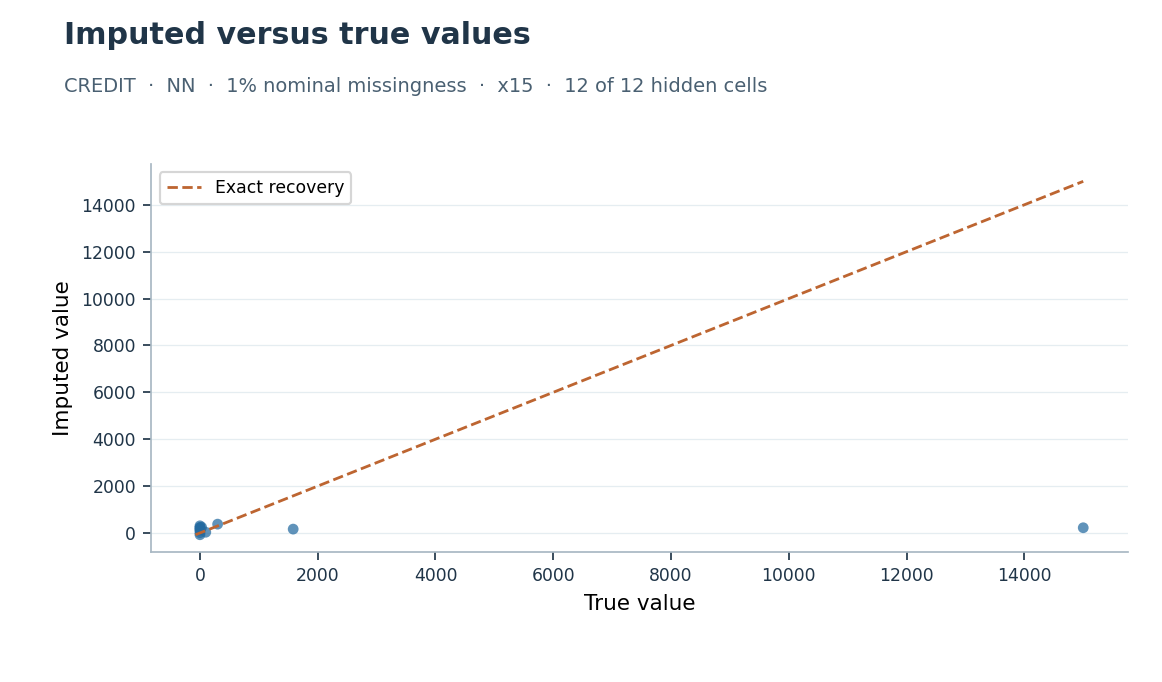 Imputed versus true values
CREDIT · NN · 1% nominal missingness · x15 · 12 of 12 hidden cells
Exact recovery
14000
12000
10000
8000
6000
4000
2000
0
Imputed value
0 2000 4000 6000 8000 10000 12000 14000
True value